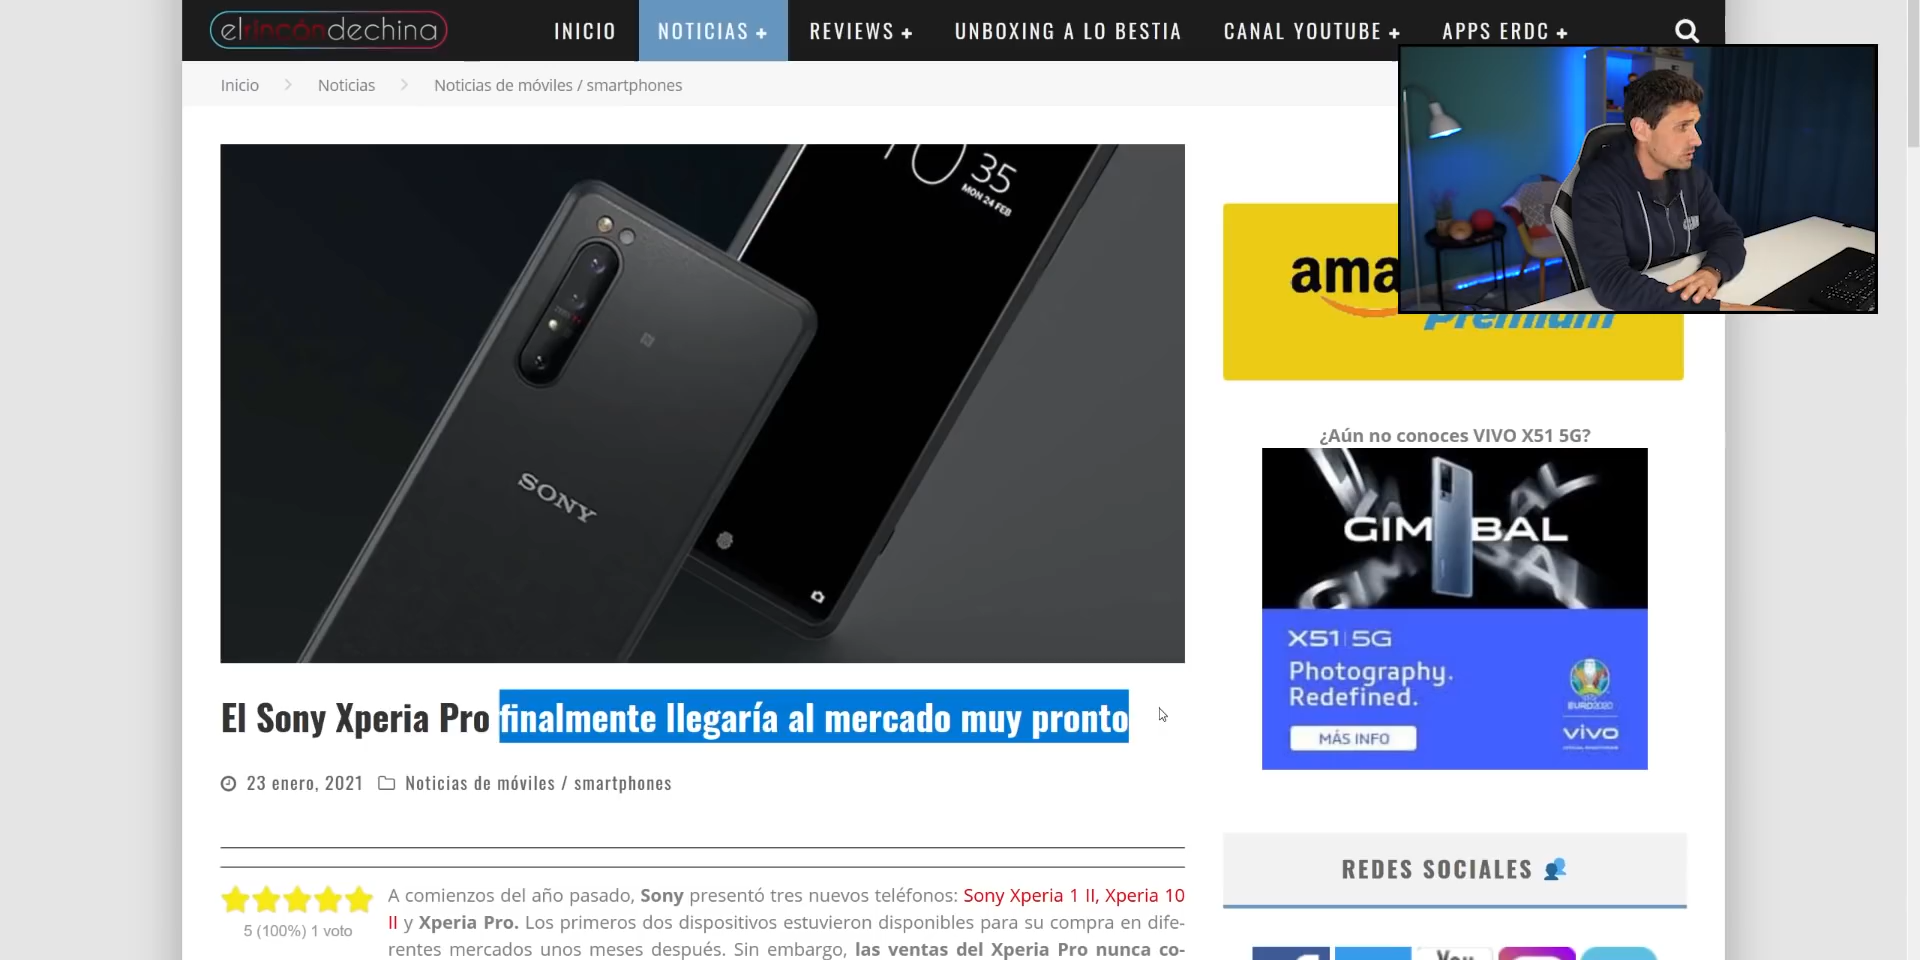 elrincóndechina
INICIO NOTICIAS + REVIEWS + UNBOXING A LO BESTIA CANAL YOUTUBE + APPS ERDC +
Inicio Noticias Noticias de móviles / smartphones
35
MON 24 FEB
SONY
ama
Premium
¿Aún no conoces VIVO X51 5G?
GIMBAL
X51 5G
Photography.
Redefined.
EURO2020
MÁS INFO
vivo
El Sony Xperia Pro finalmente llegaría al mercado muy pronto
23 enero, 2021 Noticias de móviles / smartphones
REDES SOCIALES
A comienzos del año pasado, Sony presentó tres nuevos teléfonos: Sony Xperia 1 II, Xperia 10
II y Xperia Pro. Los primeros dos dispositivos estuvieron disponibles para su compra en dife-
rentes mercados unos meses después. Sin embargo, las ventas del Xperia Pro nunca co-
5 (100%) 1 voto
You